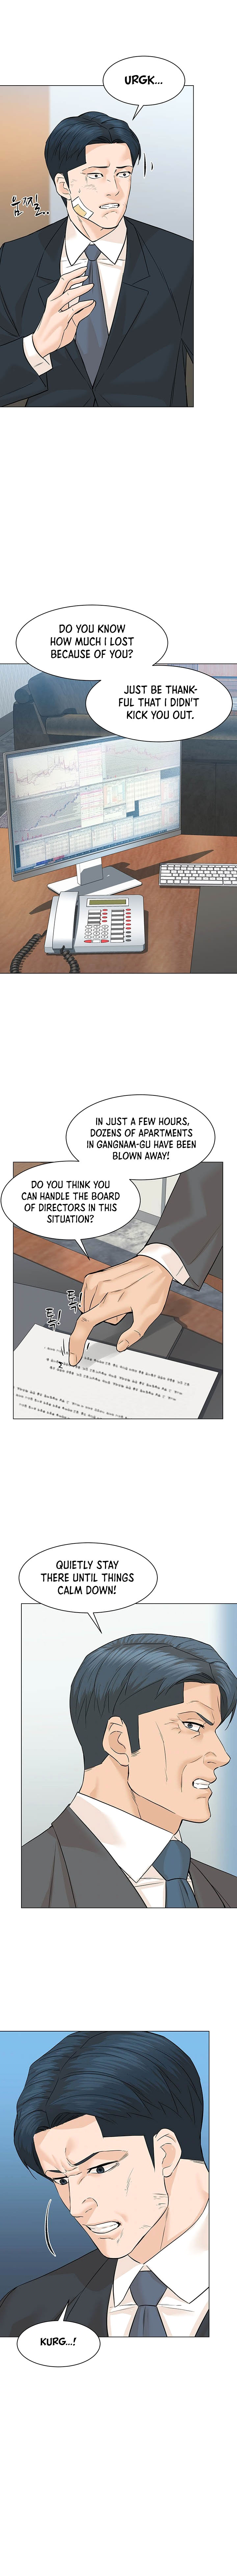 URGK...
움찔..
DO YOU KNOW
HOW MUCH I LOST
BECAUSE OF YOU?
JUST BE THANK-
FUL THAT I DIDN'T
KICK YOU OUT.
IN JUST A FEW HOURS,
DOZENS OF APARTMENTS
IN GANGNAM-GU HAVE BEEN
BLOWN AWAY!
DO YOU THINK YOU
CAN HANDLE THE BOARD
OF DIRECTORS IN THIS
SITUATION?
톡!
톡!
QUIETLY STAY
THERE UNTIL THINGS
CALM DOWN!
KURG...!